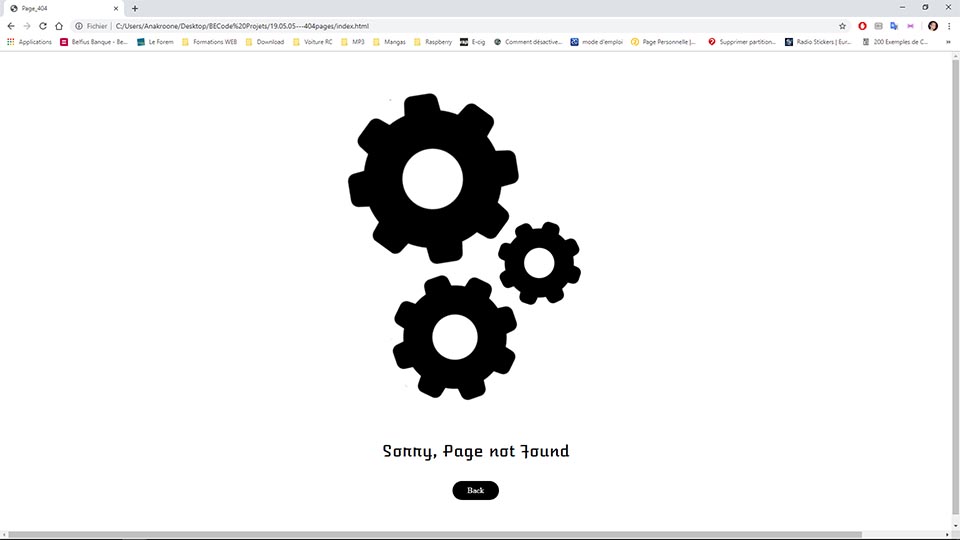 Page_404
Fichier | C:/Users/Anakroone/Desktop/BECode%20Projets/19.05.05---404pages/index.html
Applications Belfius Banque - Be... Le Forem Formations WEB Download Voiture RC MP3 Mangas Raspberry E-cig Comment désactive... mode d'emploi Page Personnelle |... Supprimer partition... Radio Stickers | Eur... 200 Exemples de C... »
Sorry, Page not Found
Back